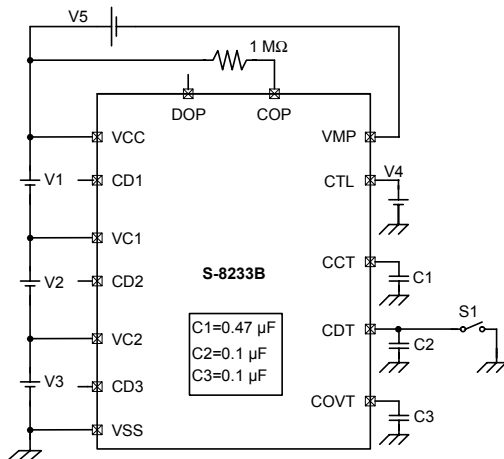 V5
1 MΩ
DOP
COP
VCC
VMP
V1
CD1
CTL
V4
VC1
S-8233B
CCT
C1
V2
CD2
C1=0.47 µF
C2=0.1 µF
C3=0.1 µF
CDT
S1
VC2
C2
V3
CD3
COVT
C3
VSS